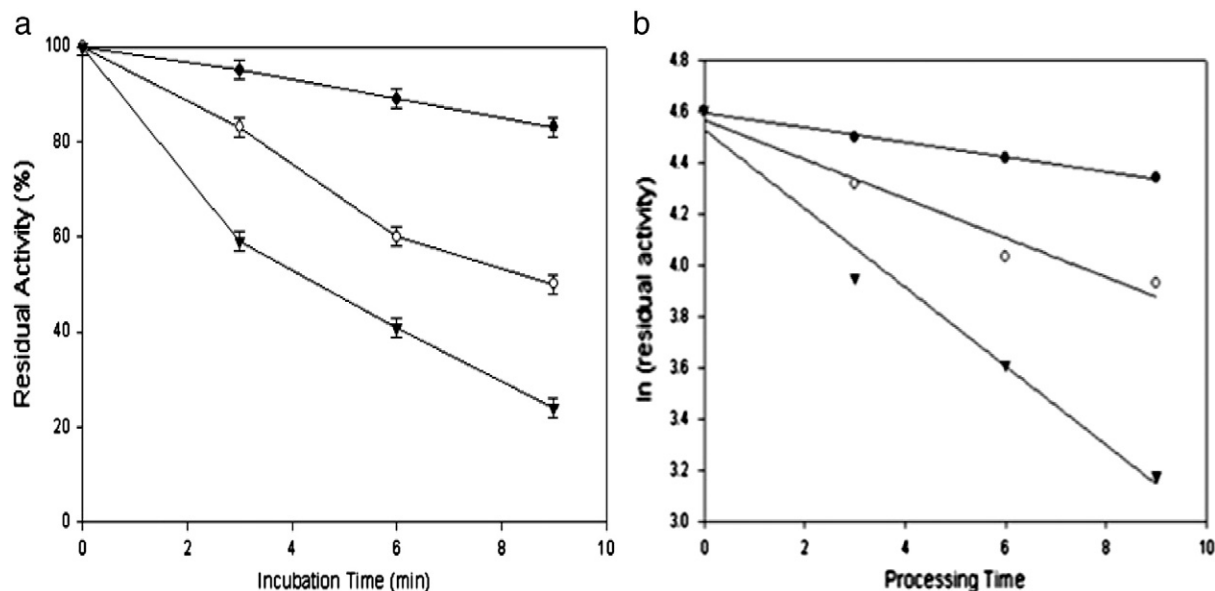 a
Residual Activity (%)
100
80
60
40
20
0
0 2 4 6 8 10
Incubation Time (min)
b
ln (residual activity)
4.8
4.6
4.4
4.2
4.0
3.8
3.6
3.4
3.2
3.0
0 2 4 6 8 10
Processing Time